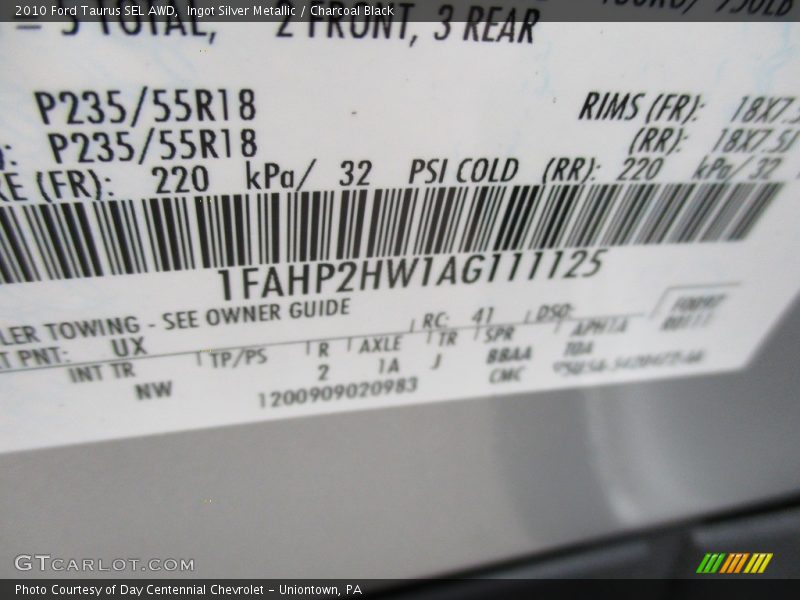 2010 Ford Taurus SEL AWD, Ingot Silver Metallic / Charcoal Black
= 5 TOTAL, 2 FRONT, 3 REAR
P235/55R18 RIMS (FR): 18X7.5
P235/55R18 (RR): 18X7.5J
RE (FR): 220 kPa/ 32 PSI COLD (RR): 220 kPa/ 32
1FAHP2HW1AG111125
LER TOWING - SEE OWNER GUIDE RC: 41 DSO:
T PNT: UX
INT TR TP/PS R AXLE TR SPR
NW 2 1A J
1200909020983
GTCarLot.com
Photo Courtesy of Day Centennial Chevrolet - Uniontown, PA